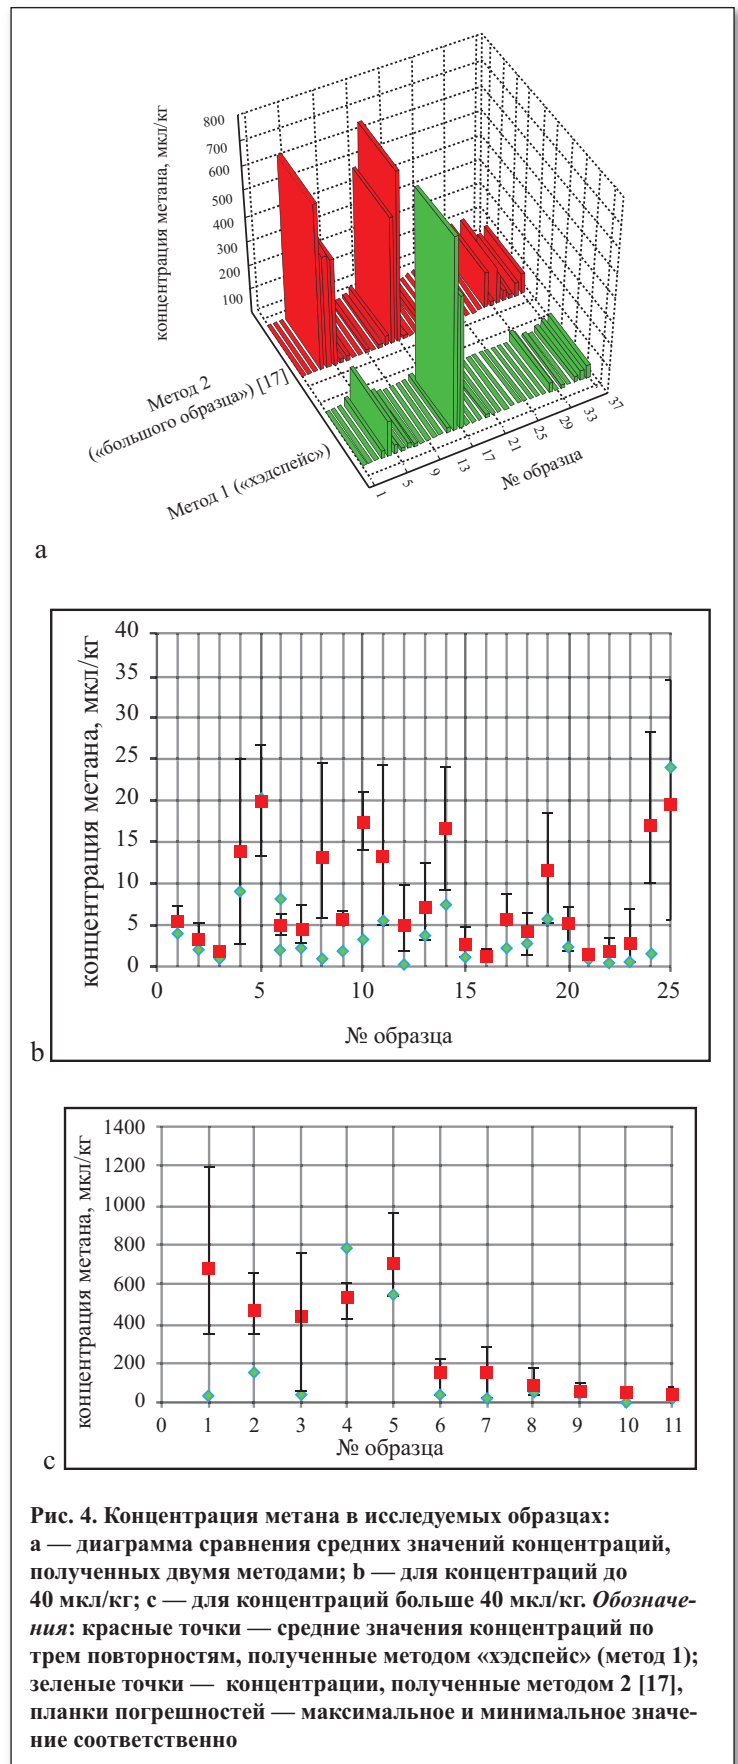 концентрация метана, мкл/кг
800
700
600
500
400
300
200
100
Метод 2
(«большого образца») [17]
Метод 1 («хэдспейс»)
1
5
9
13
17
21
25
29
33
37
№ образца
a
концентрация метана, мкл/кг
40
35
30
25
20
15
10
5
0
0 5 10 15 20 25
№ образца
b
концентрация метана, мкл/кг
1400
1200
1000
800
600
400
200
0
0 1 2 3 4 5 6 7 8 9 10 11
№ образца
c
Рис. 4. Концентрация метана в исследуемых образцах:
а — диаграмма сравнения средних значений концентраций,
полученных двумя методами; b — для концентраций до
40 мкл/кг; с — для концентраций больше 40 мкл/кг. Обозначе-
ния: красные точки — средние значения концентраций по
трем повторностям, полученные методом «хэдспейс» (метод 1);
зеленые точки — концентрации, полученные методом 2 [17],
планки погрешностей — максимальное и минимальное значе-
ние соответственно